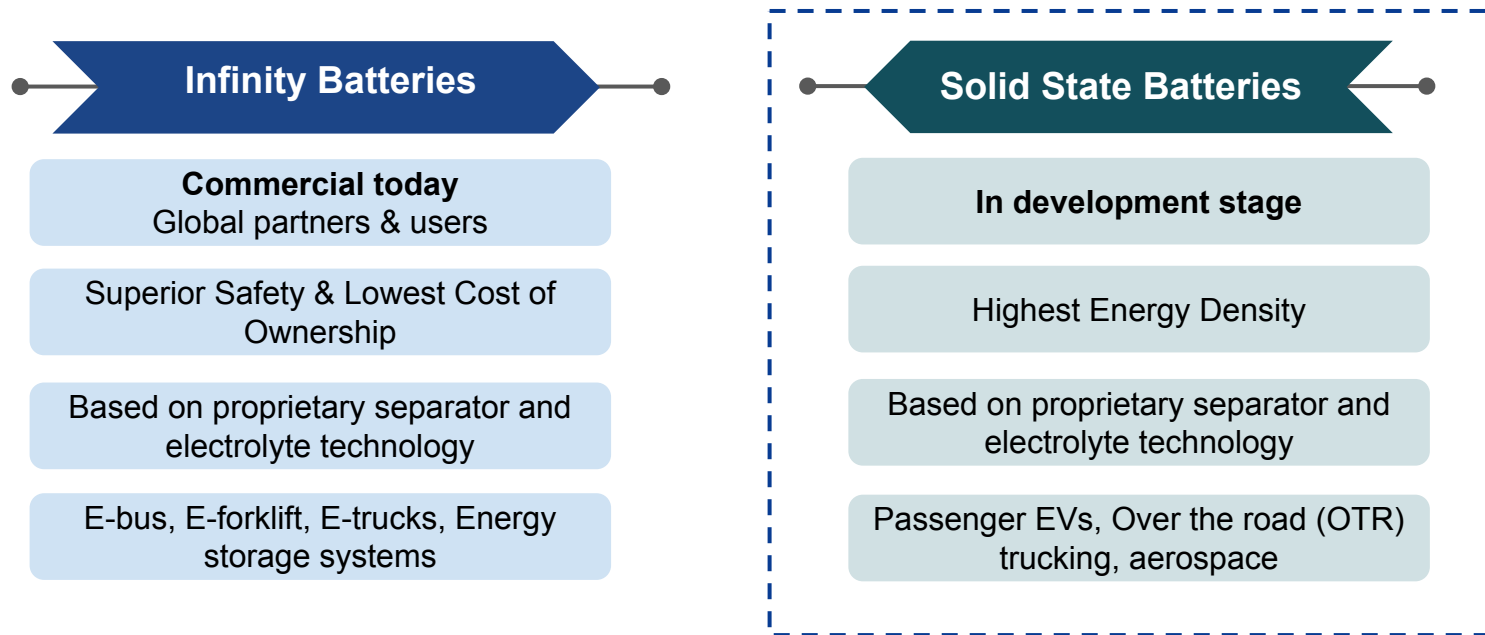 Infinity Batteries
Commercial today
Global partners & users
Superior Safety & Lowest Cost of
Ownership
Based on proprietary separator and
electrolyte technology
E-bus, E-forklift, E-trucks, Energy
storage systems
Solid State Batteries
In development stage
Highest Energy Density
Based on proprietary separator and
electrolyte technology
Passenger EVs, Over the road (OTR)
trucking, aerospace